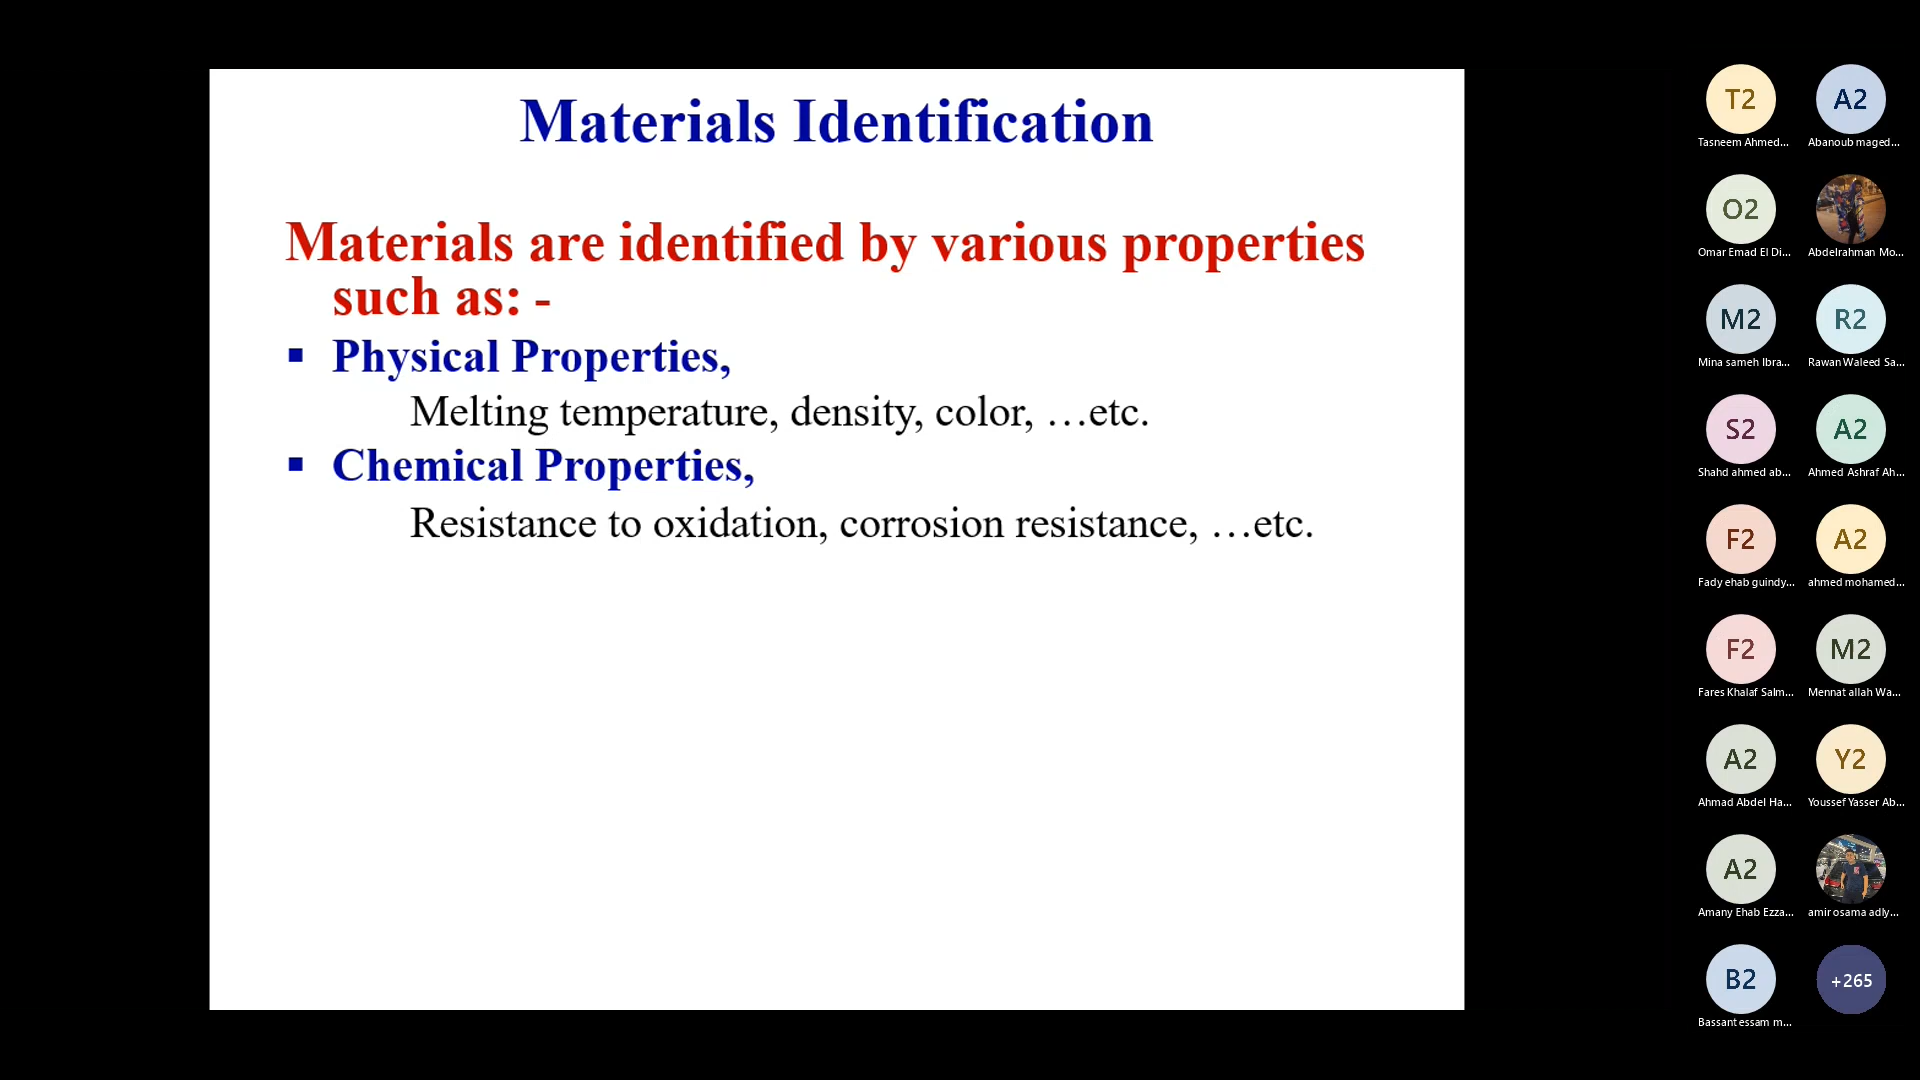 Materials Identification
Materials are identified by various properties
such as: -
▪ Physical Properties,
Melting temperature, density, color, …etc.
▪ Chemical Properties,
Resistance to oxidation, corrosion resistance, …etc.
T2
A2
Tasneem Ahmed...
Abanoub maged...
O2
Omar Emad El Di...
Abdelrahman Mo...
M2
R2
Mina sameh Ibra...
Rawan Waleed Sa...
S2
A2
Shahd ahmed ab...
Ahmed Ashraf Ah...
F2
A2
Fady ehab guindy...
ahmed mohamed...
F2
M2
Fares Khalaf Salm...
Mennat allah Wa...
A2
Y2
Ahmad Abdel Ha...
Youssef Yasser Ab...
A2
Amany Ehab Ezza...
amir osama adly...
B2
+265
Bassant essam m...